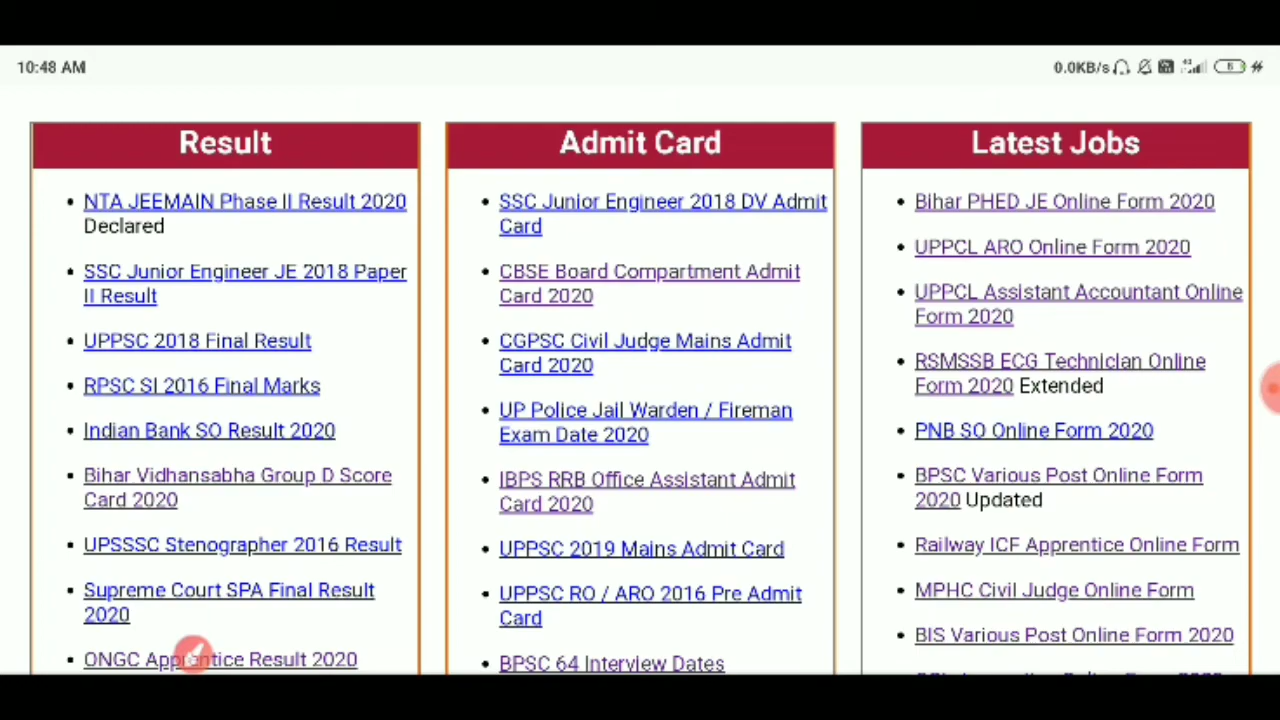 10:48 AM
0.0KB/s
6
Result
NTA JEEMAIN Phase II Result 2020
Declared
SSC Junior Engineer JE 2018 Paper
II Result
UPPSC 2018 Final Result
RPSC SI 2016 Final Marks
Indian Bank SO Result 2020
Bihar Vidhansabha Group D Score
Card 2020
UPSSSC Stenographer 2016 Result
Supreme Court SPA Final Result
2020
ONGC Apprentice Result 2020
Admit Card
SSC Junior Engineer 2018 DV Admit
Card
CBSE Board Compartment Admit
Card 2020
CGPSC Civil Judge Mains Admit
Card 2020
UP Police Jail Warden / Fireman
Exam Date 2020
IBPS RRB Office Assistant Admit
Card 2020
UPPSC 2019 Mains Admit Card
UPPSC RO / ARO 2016 Pre Admit
Card
BPSC 64 Interview Dates
Latest Jobs
Bihar PHED JE Online Form 2020
UPPCL ARO Online Form 2020
UPPCL Assistant Accountant Online
Form 2020
RSMSSB ECG Technician Online
Form 2020 Extended
PNB SO Online Form 2020
BPSC Various Post Online Form
2020 Updated
Railway ICF Apprentice Online Form
MPHC Civil Judge Online Form
BIS Various Post Online Form 2020